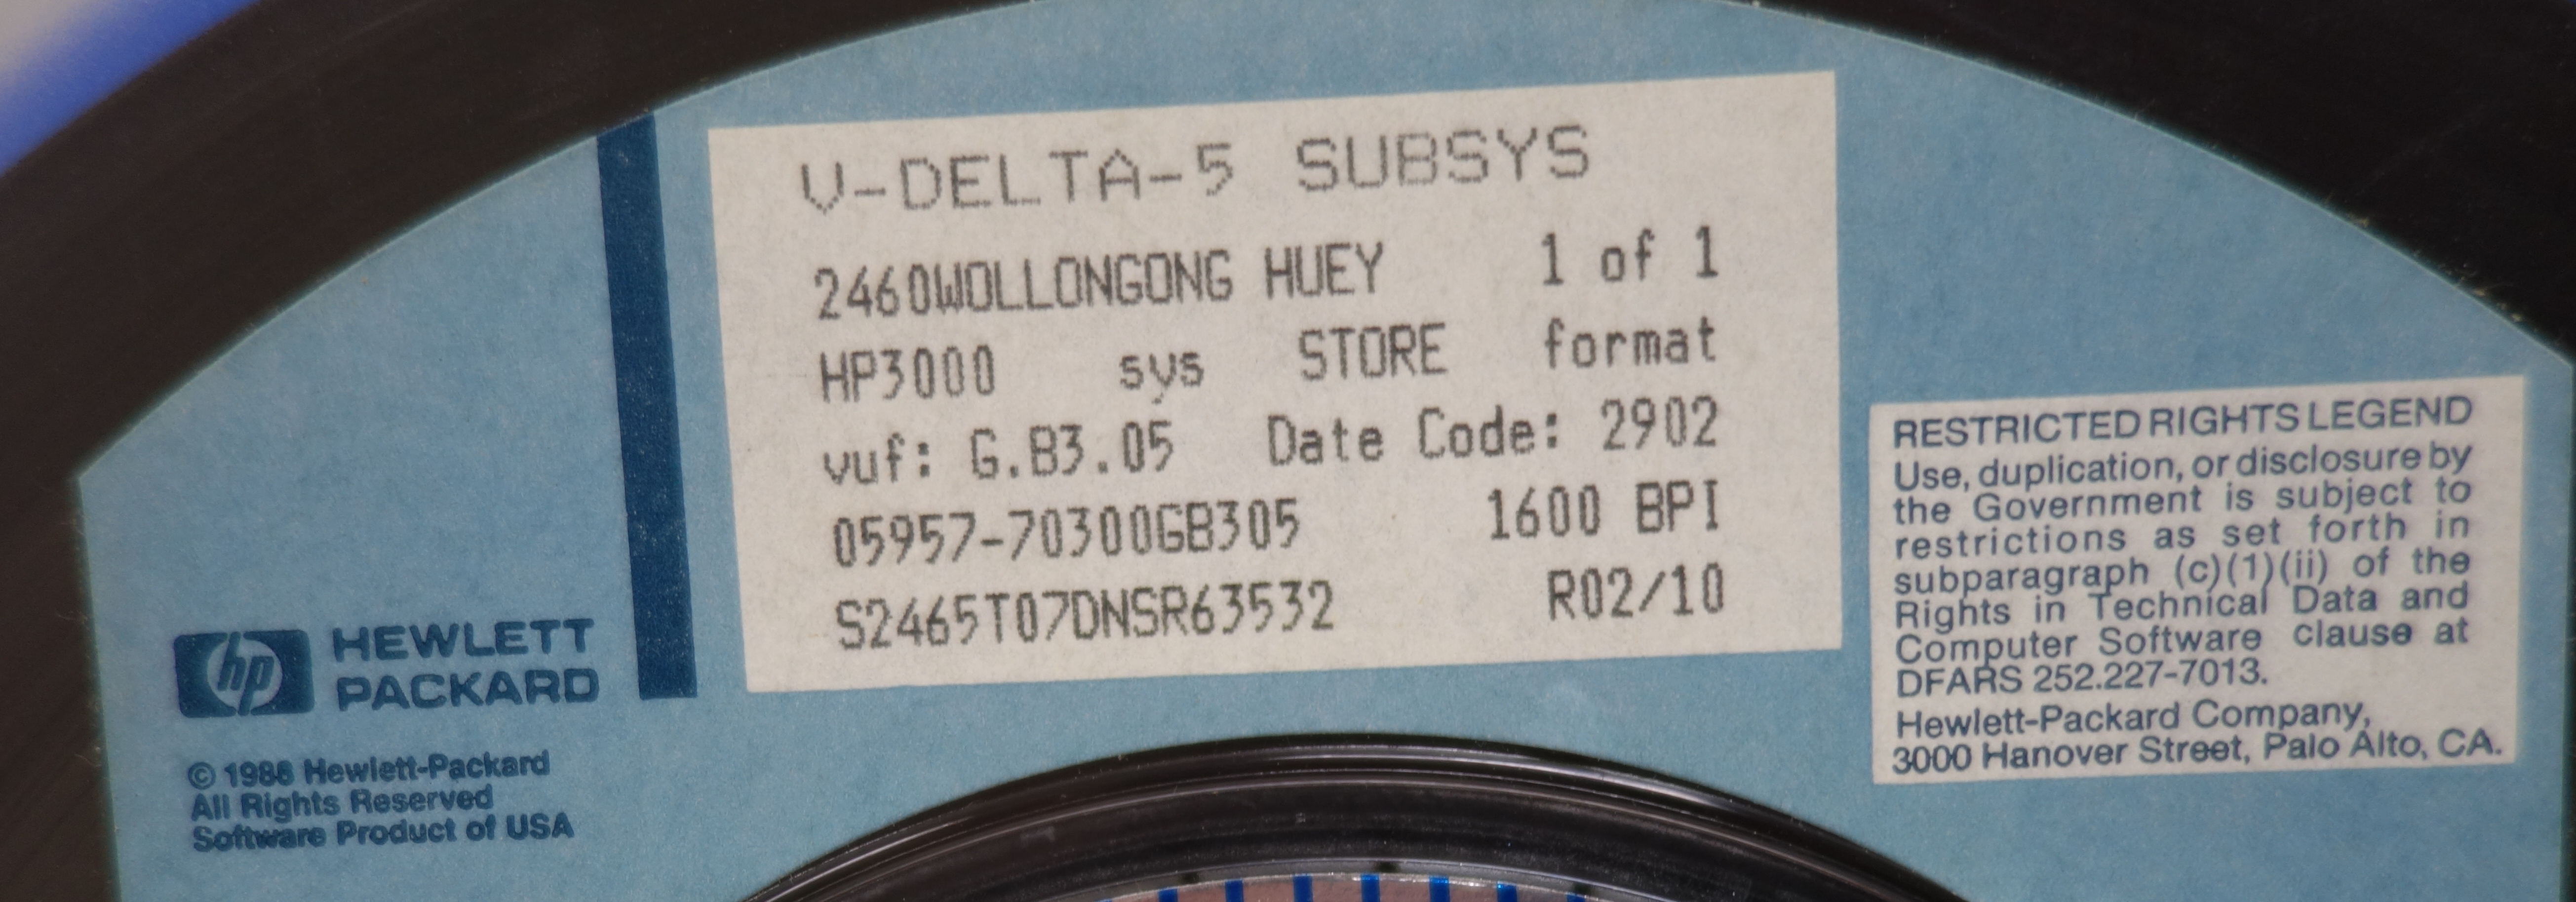 V-DELTA-5 SUBSYS
2460WOLLONGONG HUEY 1 of 1
HP3000 sys STORE format
vuf: G.B3.05 Date Code: 2902
05957-70300GB305 1600 BPI
S2465T07DNSR63532 R02/10
hp HEWLETT
PACKARD
© 1988 Hewlett-Packard
All Rights Reserved
Software Product of USA
RESTRICTED RIGHTS LEGEND
Use, duplication, or disclosure by
the Government is subject to
restrictions as set forth in
subparagraph (c)(1)(ii) of the
Rights in Technical Data and
Computer Software clause at
DFARS 252.227-7013.
Hewlett-Packard Company,
3000 Hanover Street, Palo Alto, CA.